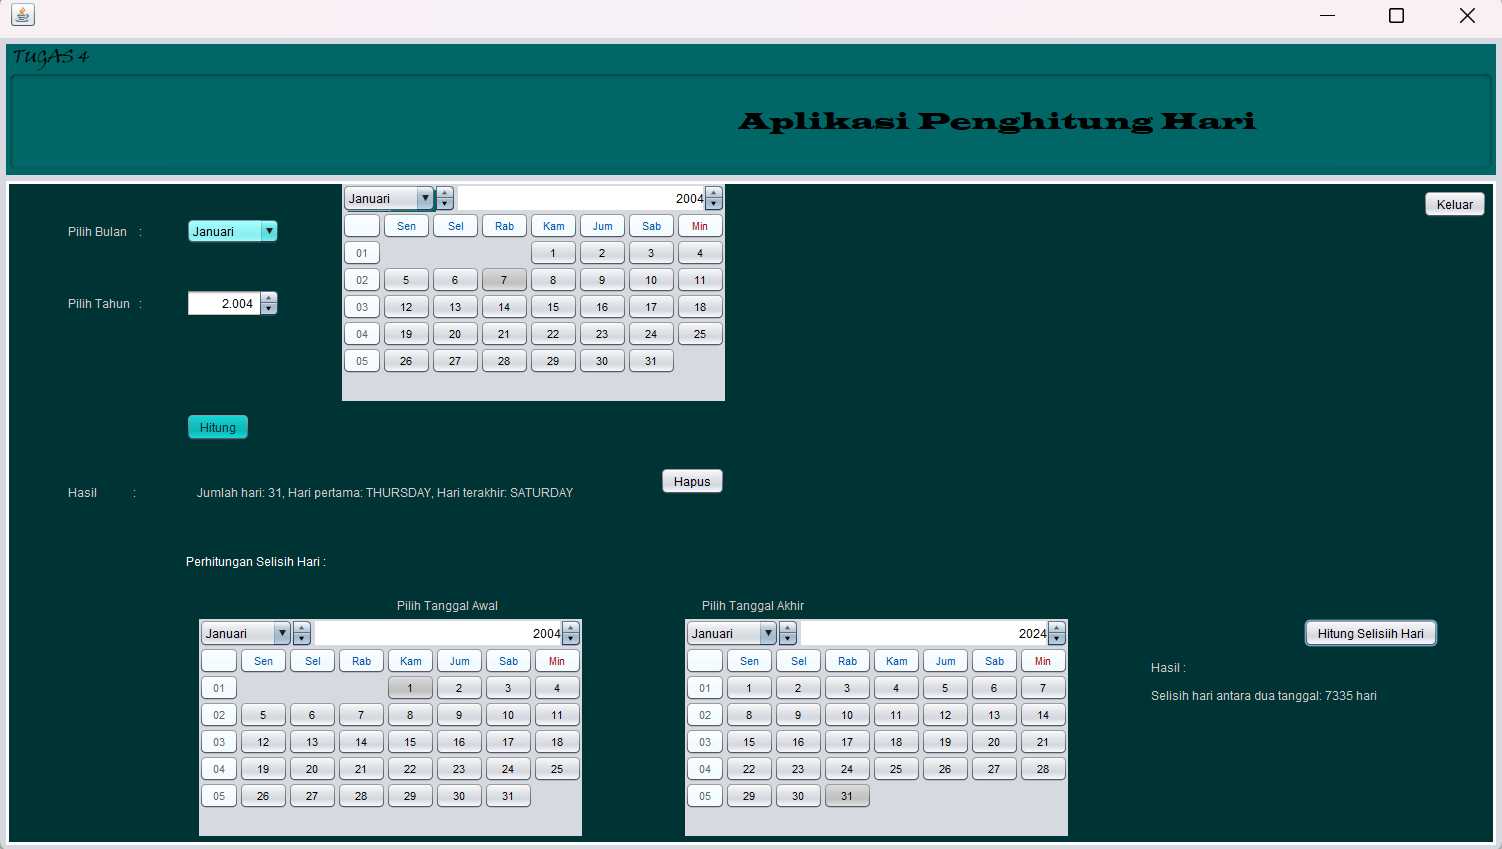 TUGAS 4
Aplikasi Penghitung Hari
Keluar
Pilih Bulan : Januari
Pilih Tahun : 2.004
Januari 2004
Sen Sel Rab Kam Jum Sab Min
01 1 2 3 4
02 5 6 7 8 9 10 11
03 12 13 14 15 16 17 18
04 19 20 21 22 23 24 25
05 26 27 28 29 30 31
Hitung
Hapus
Hasil : Jumlah hari: 31, Hari pertama: THURSDAY, Hari terakhir: SATURDAY
Perhitungan Selisih Hari :
Pilih Tanggal Awal
Januari 2004
Sen Sel Rab Kam Jum Sab Min
01 1 2 3 4
02 5 6 7 8 9 10 11
03 12 13 14 15 16 17 18
04 19 20 21 22 23 24 25
05 26 27 28 29 30 31
Pilih Tanggal Akhir
Januari 2024
Sen Sel Rab Kam Jum Sab Min
01 1 2 3 4 5 6 7
02 8 9 10 11 12 13 14
03 15 16 17 18 19 20 21
04 22 23 24 25 26 27 28
05 29 30 31
Hitung Selisiih Hari
Hasil :
Selisih hari antara dua tanggal: 7335 hari